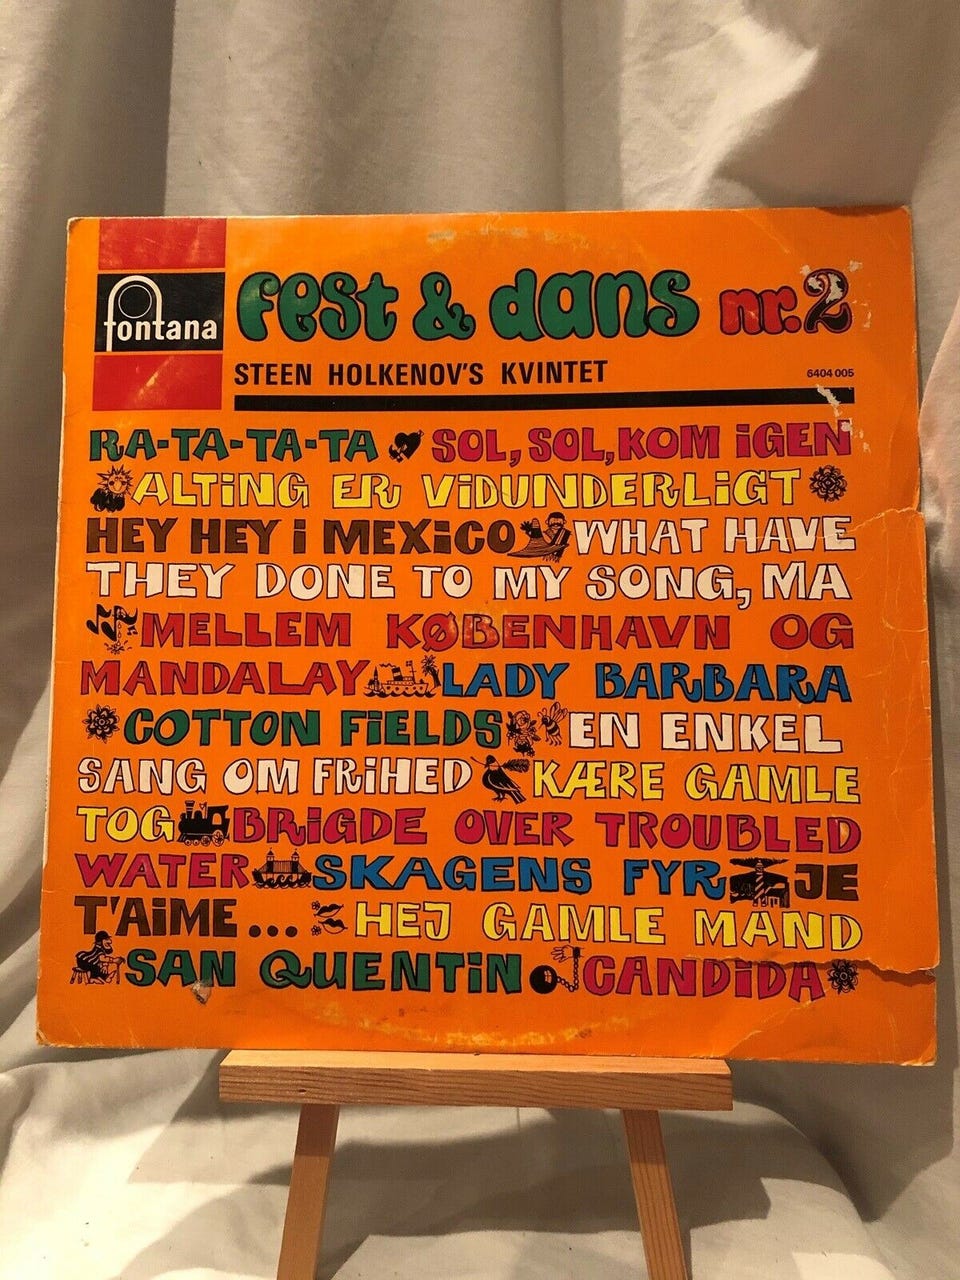 fontana
fest & dans nr.2
STEEN HOLKENOV'S KVINTET
6404 005
RA-TA-TA-TA SOL, SOL, KOM iGEN
ALTiNG ER ViDUNDERLiGT
HEY HEY i MEXiCO WHAT HAVE
THEY DONE TO MY SONG, MA
MELLEM KØBENHAVN OG
MANDALAY LADY BARBARA
COTTON FiELDS EN ENKEL
SANG OM FRiHED KÆRE GAMLE
TOG BRiGDE OVER TROUBLED
WATER SKAGENS FYR JE
T'AiME... HEJ GAMLE MAND
SAN QUENTiN CANDiDA